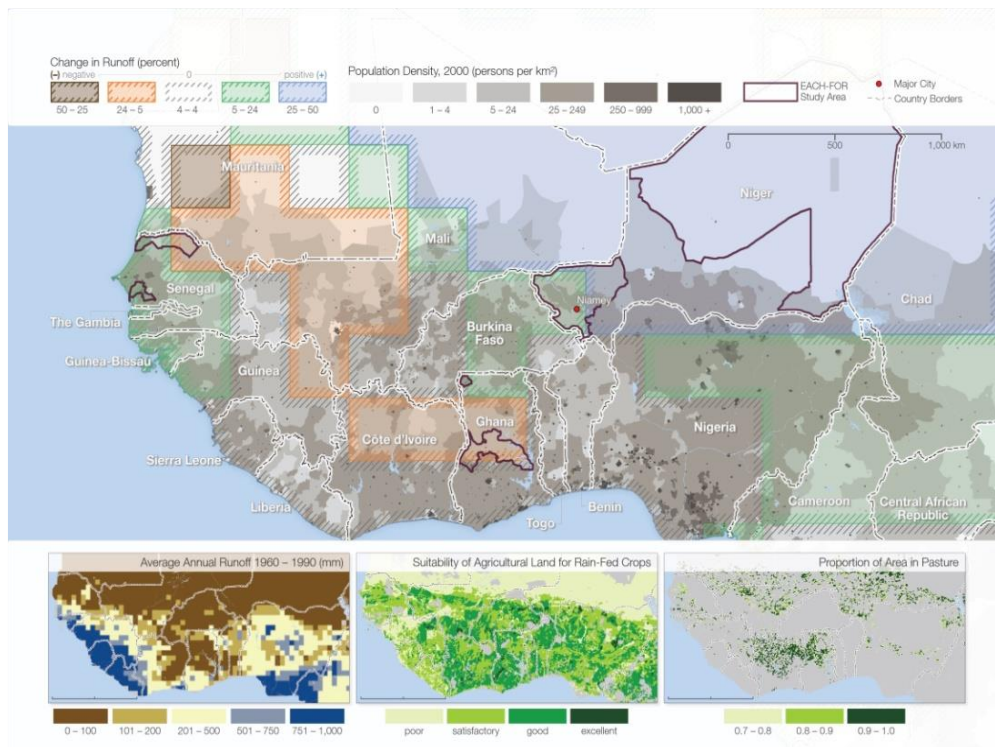 Change in Runoff (percent)
(–) negative 0 positive (+)
50 – 25 24 – 5 4 – 4 5 – 24 25 – 50
Population Density, 2000 (persons per km²)
0 1 – 4 5 – 24 25 – 249 250 – 999 1,000 +
EACH-FOR
Study Area
Major City
Country Borders
0 500 1,000 km
Mauritania
Niger
Mali
Senegal
Chad
Niamey
The Gambia
Burkina
Faso
Guinea-Bissau
Guinea
Ghana
Nigeria
Côte d'Ivoire
Sierra Leone
Liberia
Togo
Benin
Cameroon
Central African
Republic
Average Annual Runoff 1960 – 1990 (mm)
0 – 100 101 – 200 201 – 500 501 – 750 751 – 1,000
Suitability of Agricultural Land for Rain-Fed Crops
poor satisfactory good excellent
Proportion of Area in Pasture
0.7 – 0.8 0.8 – 0.9 0.9 – 1.0